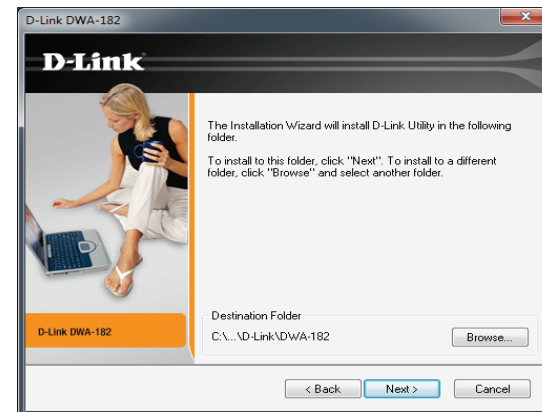 D-Link DWA-182
D-Link
The Installation Wizard will install D-Link Utility in the following
folder.
To install to this folder, click "Next". To install to a different
folder, click "Browse" and select another folder.
Destination Folder
C:\...\D-Link\DWA-182
Browse...
D-Link DWA-182
< Back
Next >
Cancel